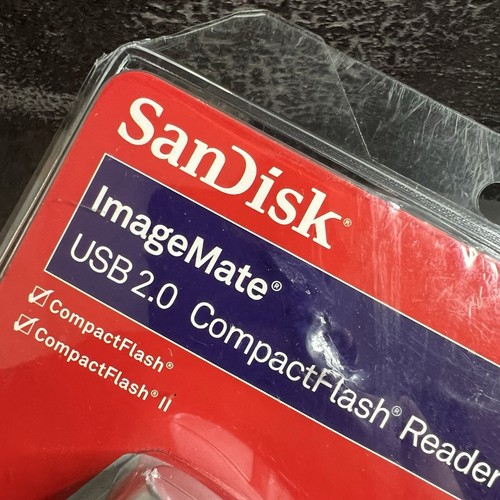 SanDisk®
ImageMate®
USB 2.0 CompactFlash® Reader
CompactFlash®
CompactFlash® II